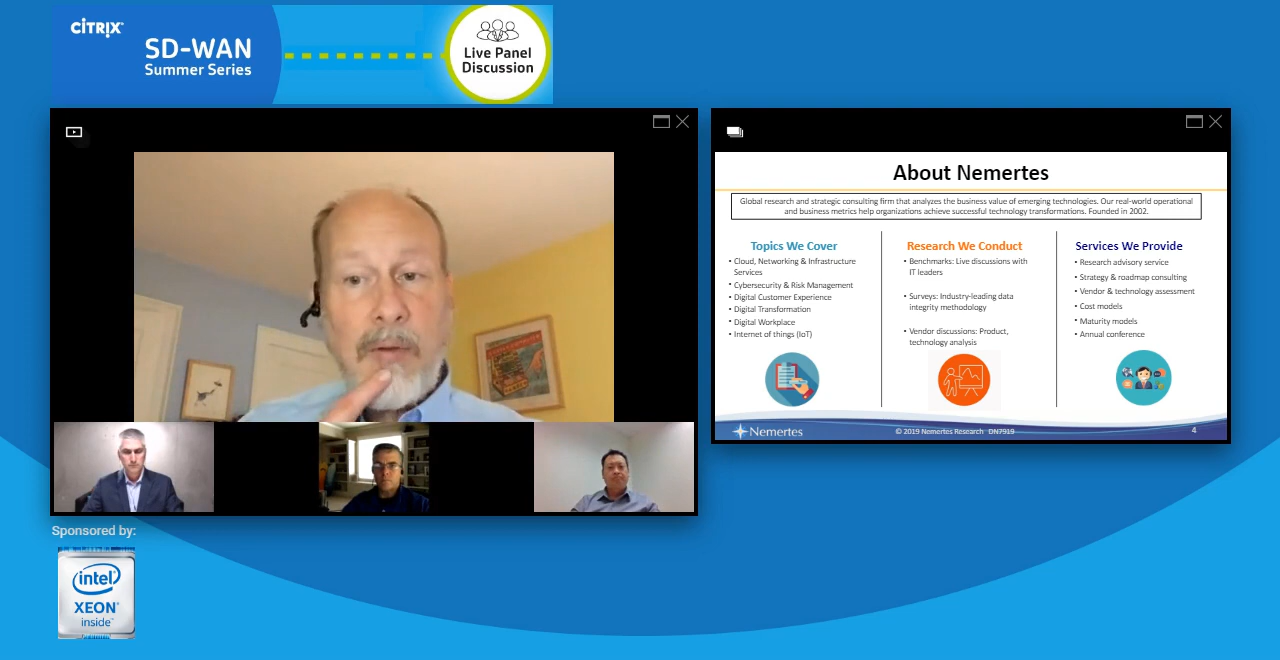 CITRIX
SD-WAN
Summer Series
Live Panel
Discussion
About Nemertes
Global research and strategic consulting firm that analyzes the business value of emerging technologies. Our real-world operational
and business metrics help organizations achieve successful technology transformations. Founded in 2002.
Topics We Cover
• Cloud, Networking & Infrastructure
Services
• Cybersecurity & Risk Management
• Digital Customer Experience
• Digital Transformation
• Digital Workplace
• Internet of things (IoT)
Research We Conduct
• Benchmarks: Live discussions with
IT leaders
• Surveys: Industry-leading data
integrity methodology
• Vendor discussions: Product,
technology analysis
Services We Provide
• Research advisory service
• Strategy & roadmap consulting
• Vendor & technology assessment
• Cost models
• Maturity models
• Annual conference
Nemertes
© 2019 Nemertes Research DN7919
4
Sponsored by:
intel
XEON®
inside™